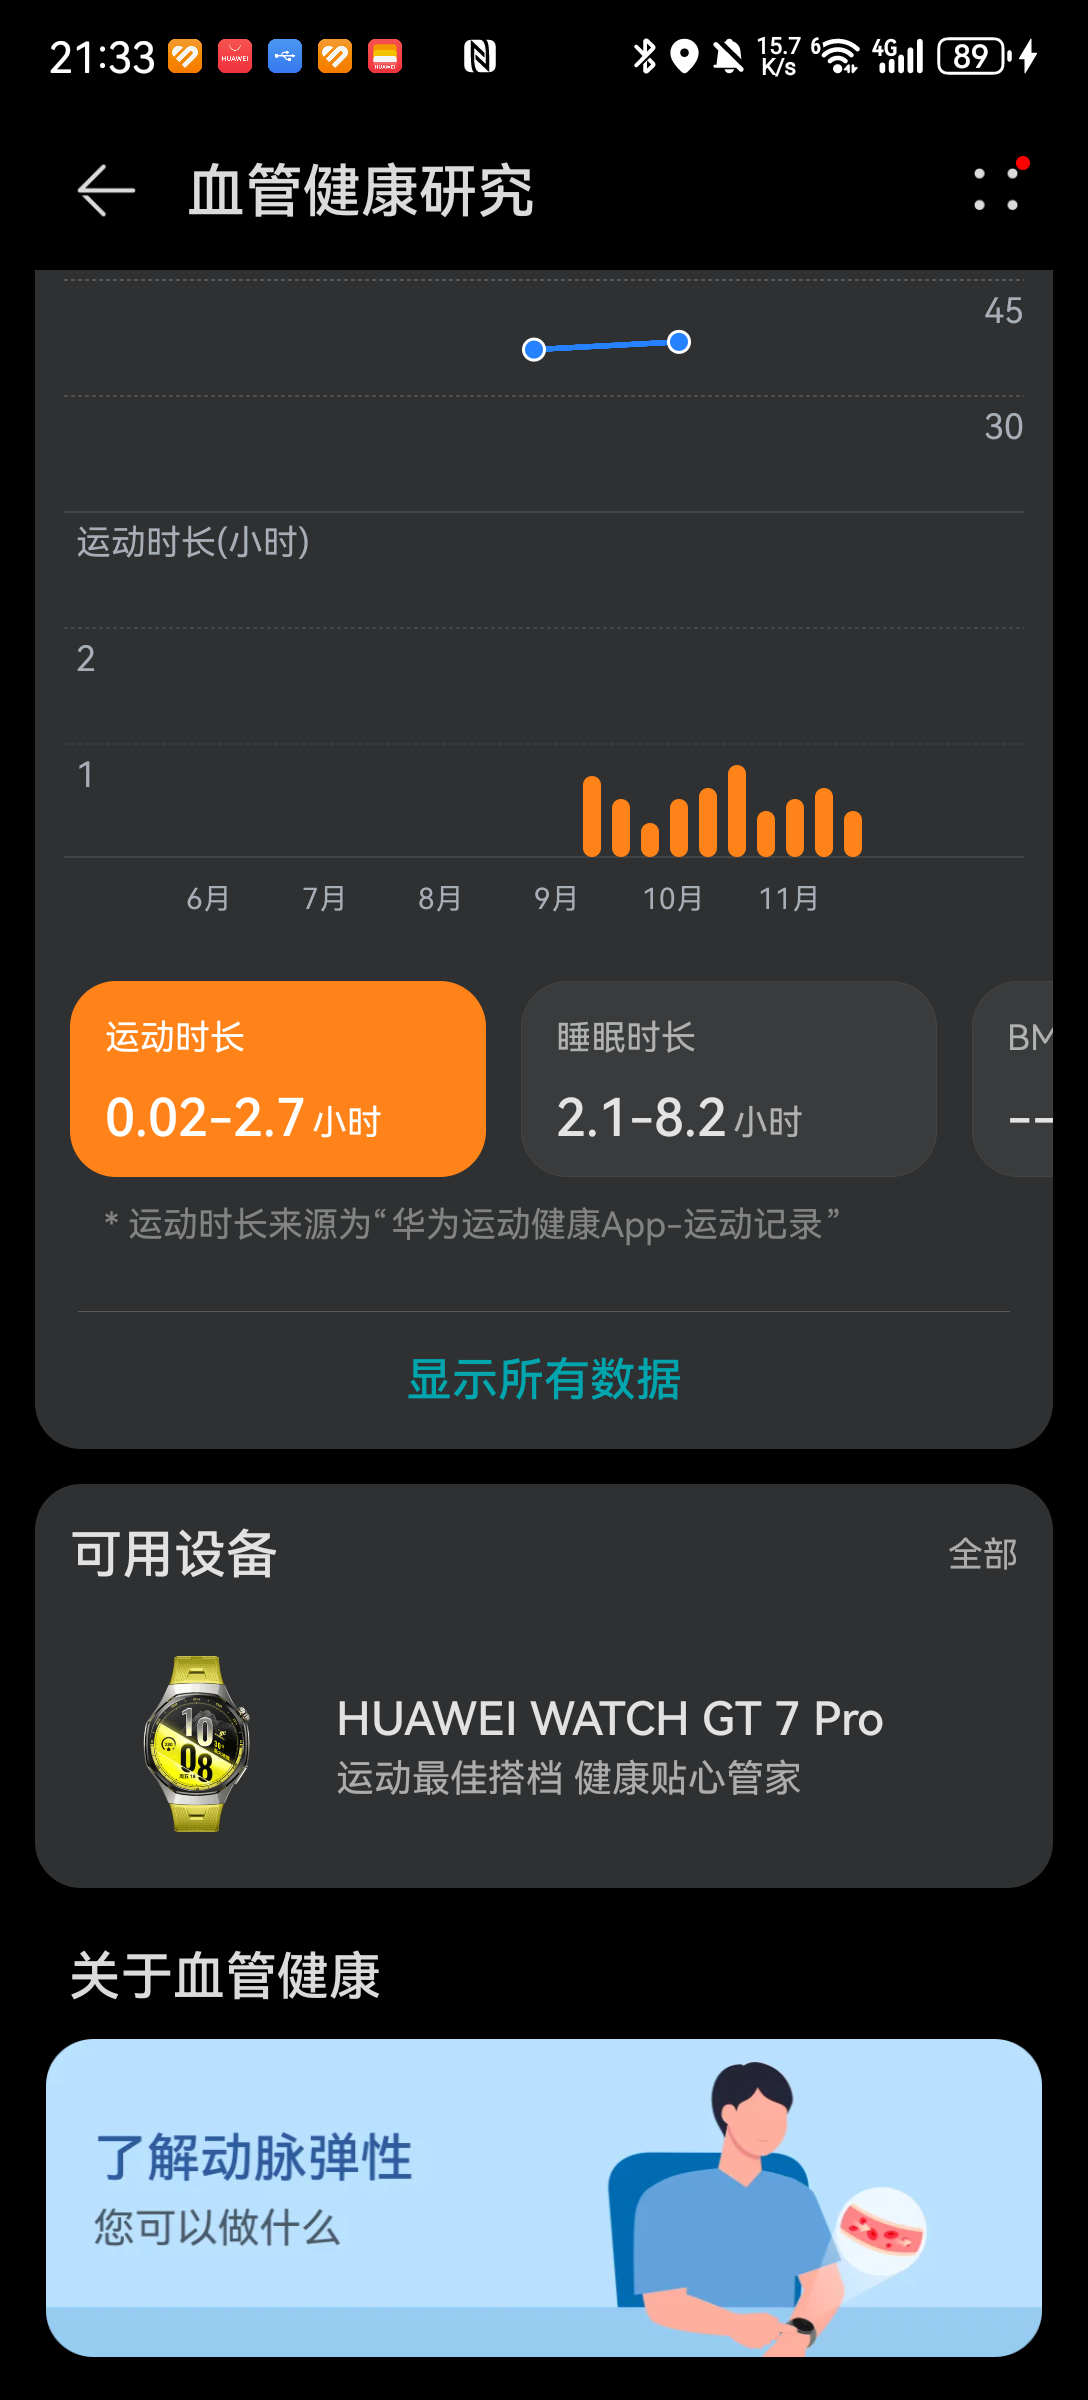 21:33
15.7 K/s
6
4G
89
血管健康研究
45
30
运动时长(小时)
2
1
6月 7月 8月 9月 10月 11月
运动时长
0.02-2.7 小时
睡眠时长
2.1-8.2 小时
BM
--
* 运动时长来源为“华为运动健康App-运动记录”
显示所有数据
可用设备
全部
10
08
HUAWEI WATCH GT 7 Pro
运动最佳搭档 健康贴心管家
关于血管健康
了解动脉弹性
您可以做什么